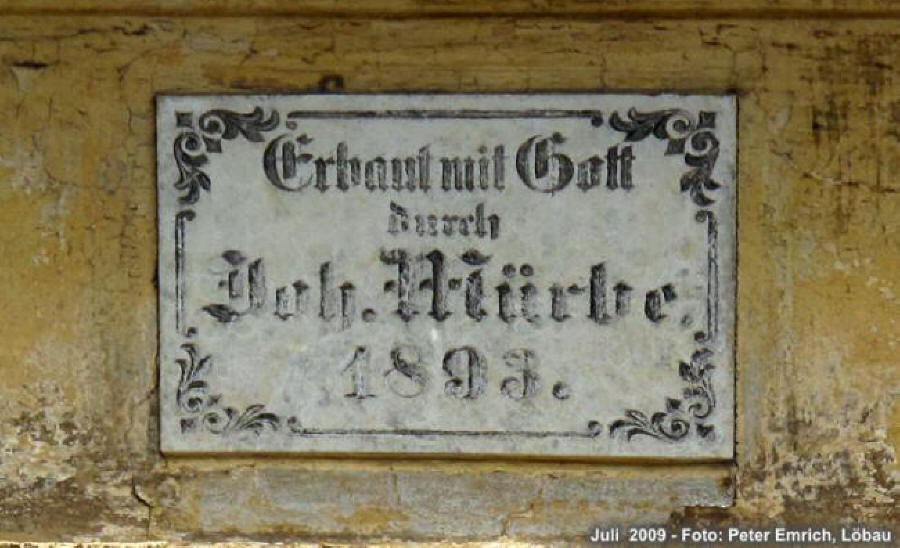 Erbaut mit Gott
durch
Joh. Mürbe.
1893.
Juli 2009 - Foto: Peter Emrich, Löbau